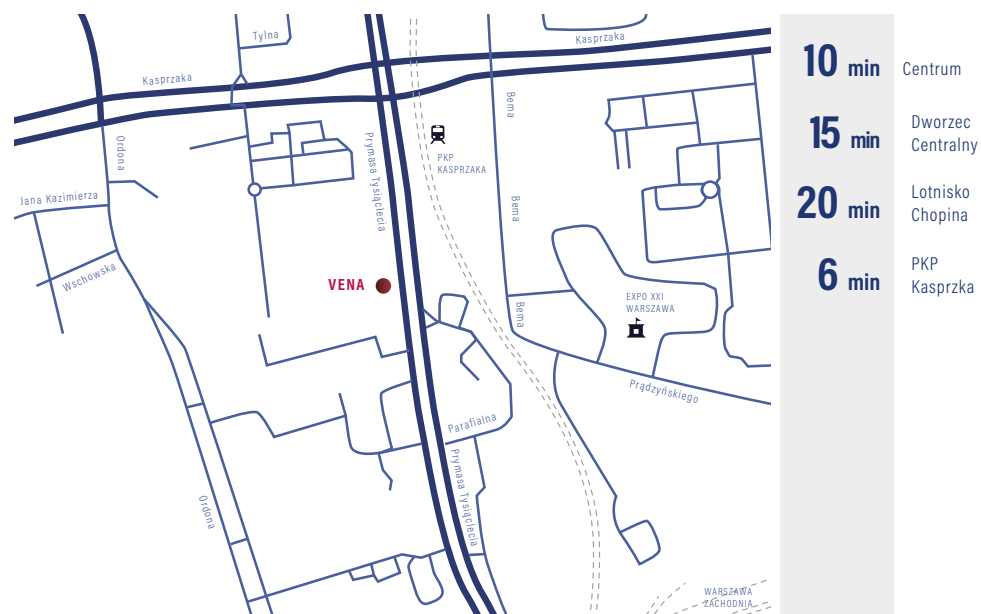 Tylna
Kasprzaka
Kasprzaka
Ordona
Bema
Prymasa Tysiąclecia
PKP
KASPRZAKA
Jana Kazimierza
Bema
Wschowska
VENA
Bema
EXPO XXI
WARSZAWA
Prądzyńskiego
Parafialna
Prymasa Tysiąclecia
Ordona
WARSZAWA
ZACHODNIA
10 min Centrum
15 min Dworzec
Centralny
20 min Lotnisko
Chopina
6 min PKP
Kasprzka